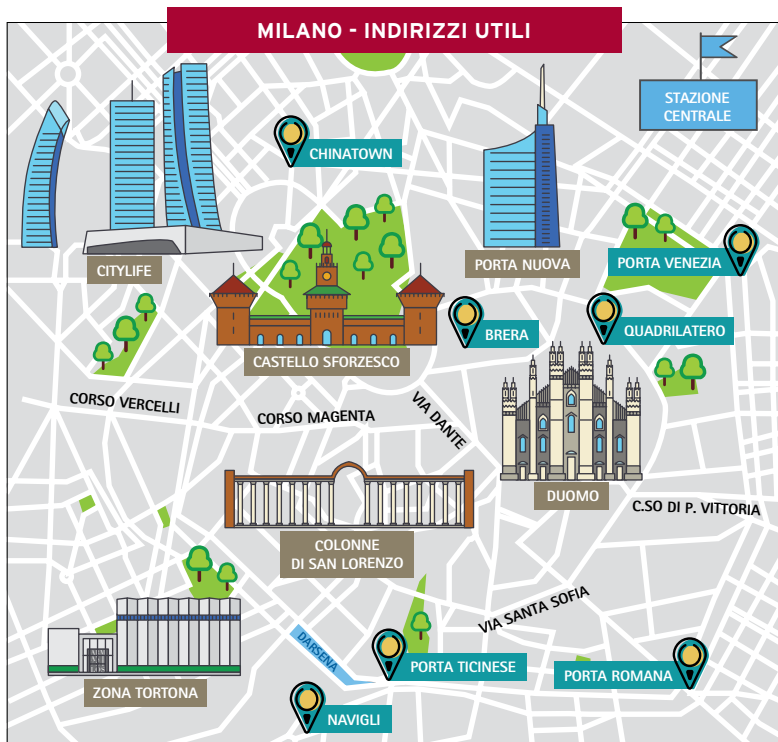 MILANO - INDIRIZZI UTILI
STAZIONE
CENTRALE
CHINATOWN
CITYLIFE
PORTA NUOVA
PORTA VENEZIA
BRERA
QUADRILATERO
CASTELLO SFORZESCO
CORSO VERCELLI
CORSO MAGENTA
VIA DANTE
DUOMO
C.SO DI P. VITTORIA
COLONNE
DI SAN LORENZO
VIA SANTA SOFIA
DARSENA
PORTA TICINESE
PORTA ROMANA
ZONA TORTONA
NAVIGLI